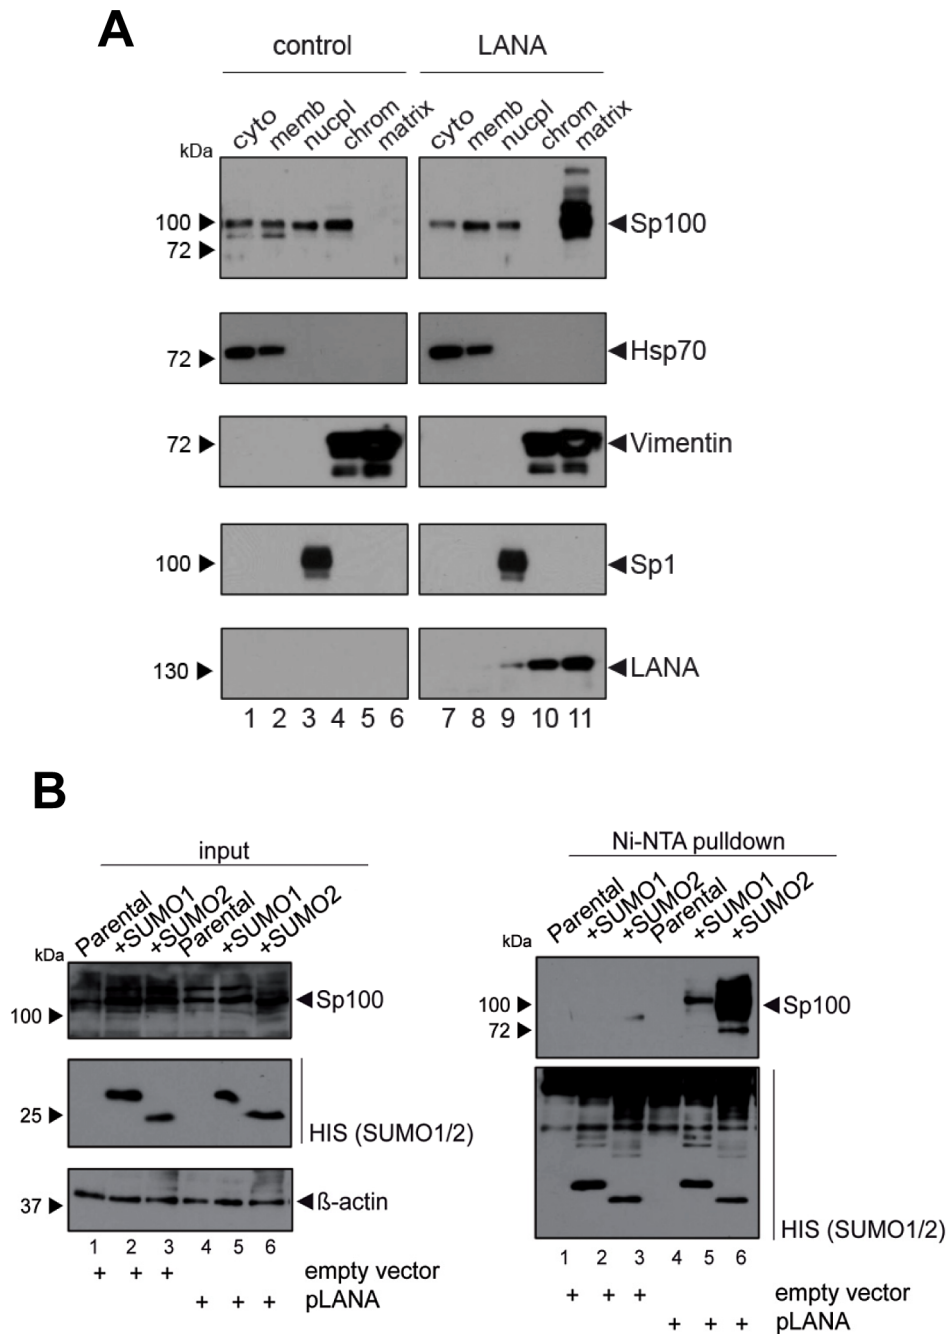 A
control LANA
cyto memb nucpl chrom matrix cyto memb nucpl chrom matrix
kDa
100 Sp100
72
72 Hsp70
72 Vimentin
100 Sp1
130 LANA
1 2 3 4 5 6 7 8 9 10 11
B
input
Parental +SUMO1 +SUMO2 Parental +SUMO1 +SUMO2
kDa
Sp100
100
25
HIS (SUMO1/2)
37 ß-actin
1 2 3 4 5 6
+ + + empty vector
+ + + pLANA
Ni-NTA pulldown
Parental +SUMO1 +SUMO2 Parental +SUMO1 +SUMO2
kDa
100 Sp100
72
HIS (SUMO1/2)
1 2 3 4 5 6
+ + + empty vector
+ + + pLANA